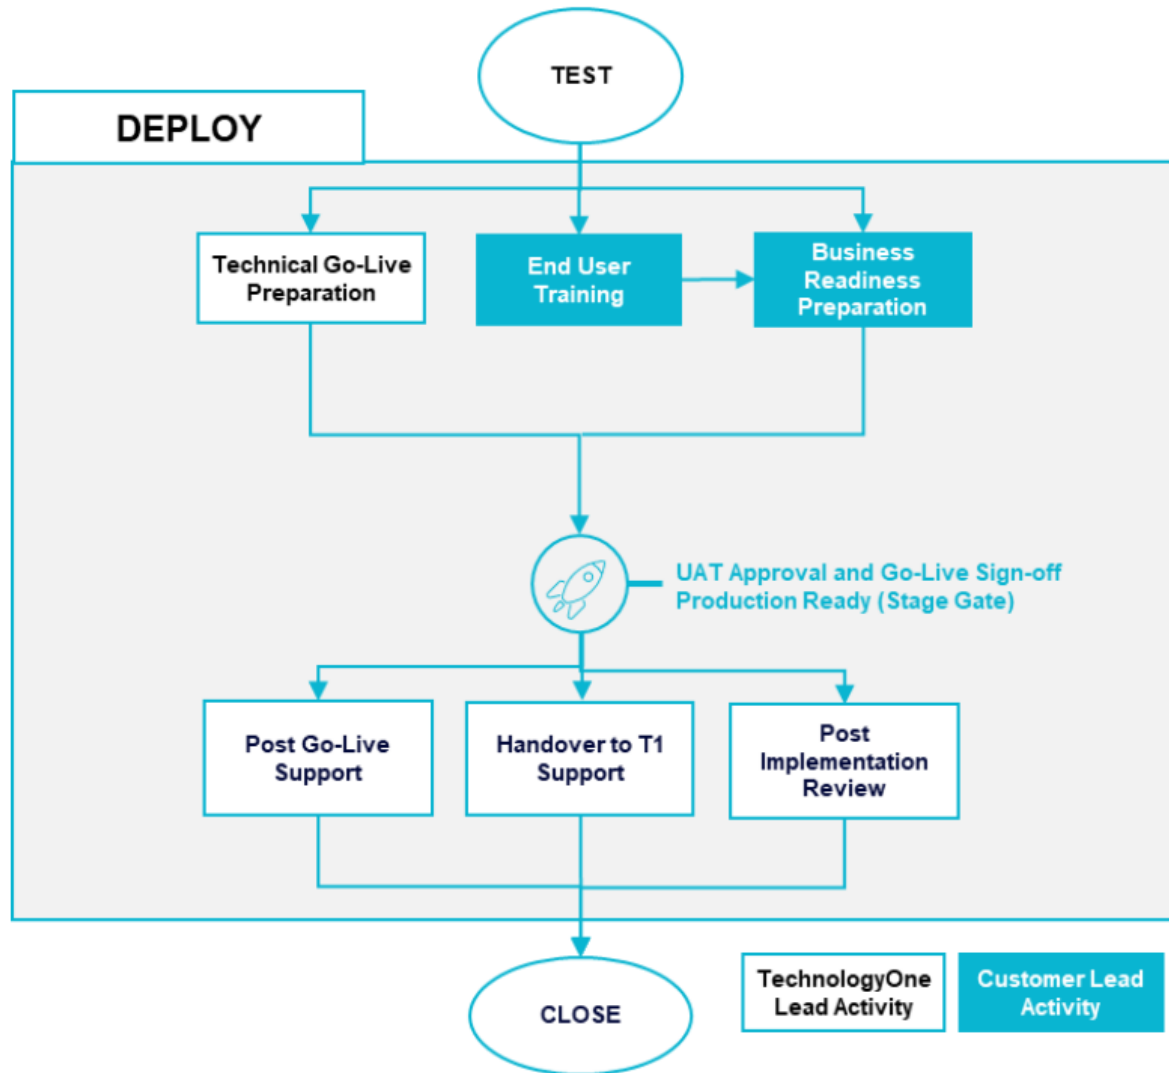 TEST
DEPLOY
Technical Go-Live
Preparation
End User
Training
Business
Readiness
Preparation
UAT Approval and Go-Live Sign-off
Production Ready (Stage Gate)
Post Go-Live
Support
Handover to T1
Support
Post
Implementation
Review
CLOSE
TechnologyOne
Lead Activity
Customer Lead
Activity